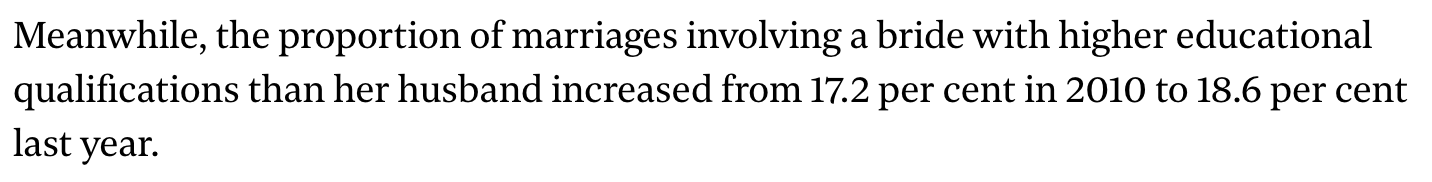 Meanwhile, the proportion of marriages involving a bride with higher educational
qualifications than her husband increased from 17.2 per cent in 2010 to 18.6 per cent
last year.